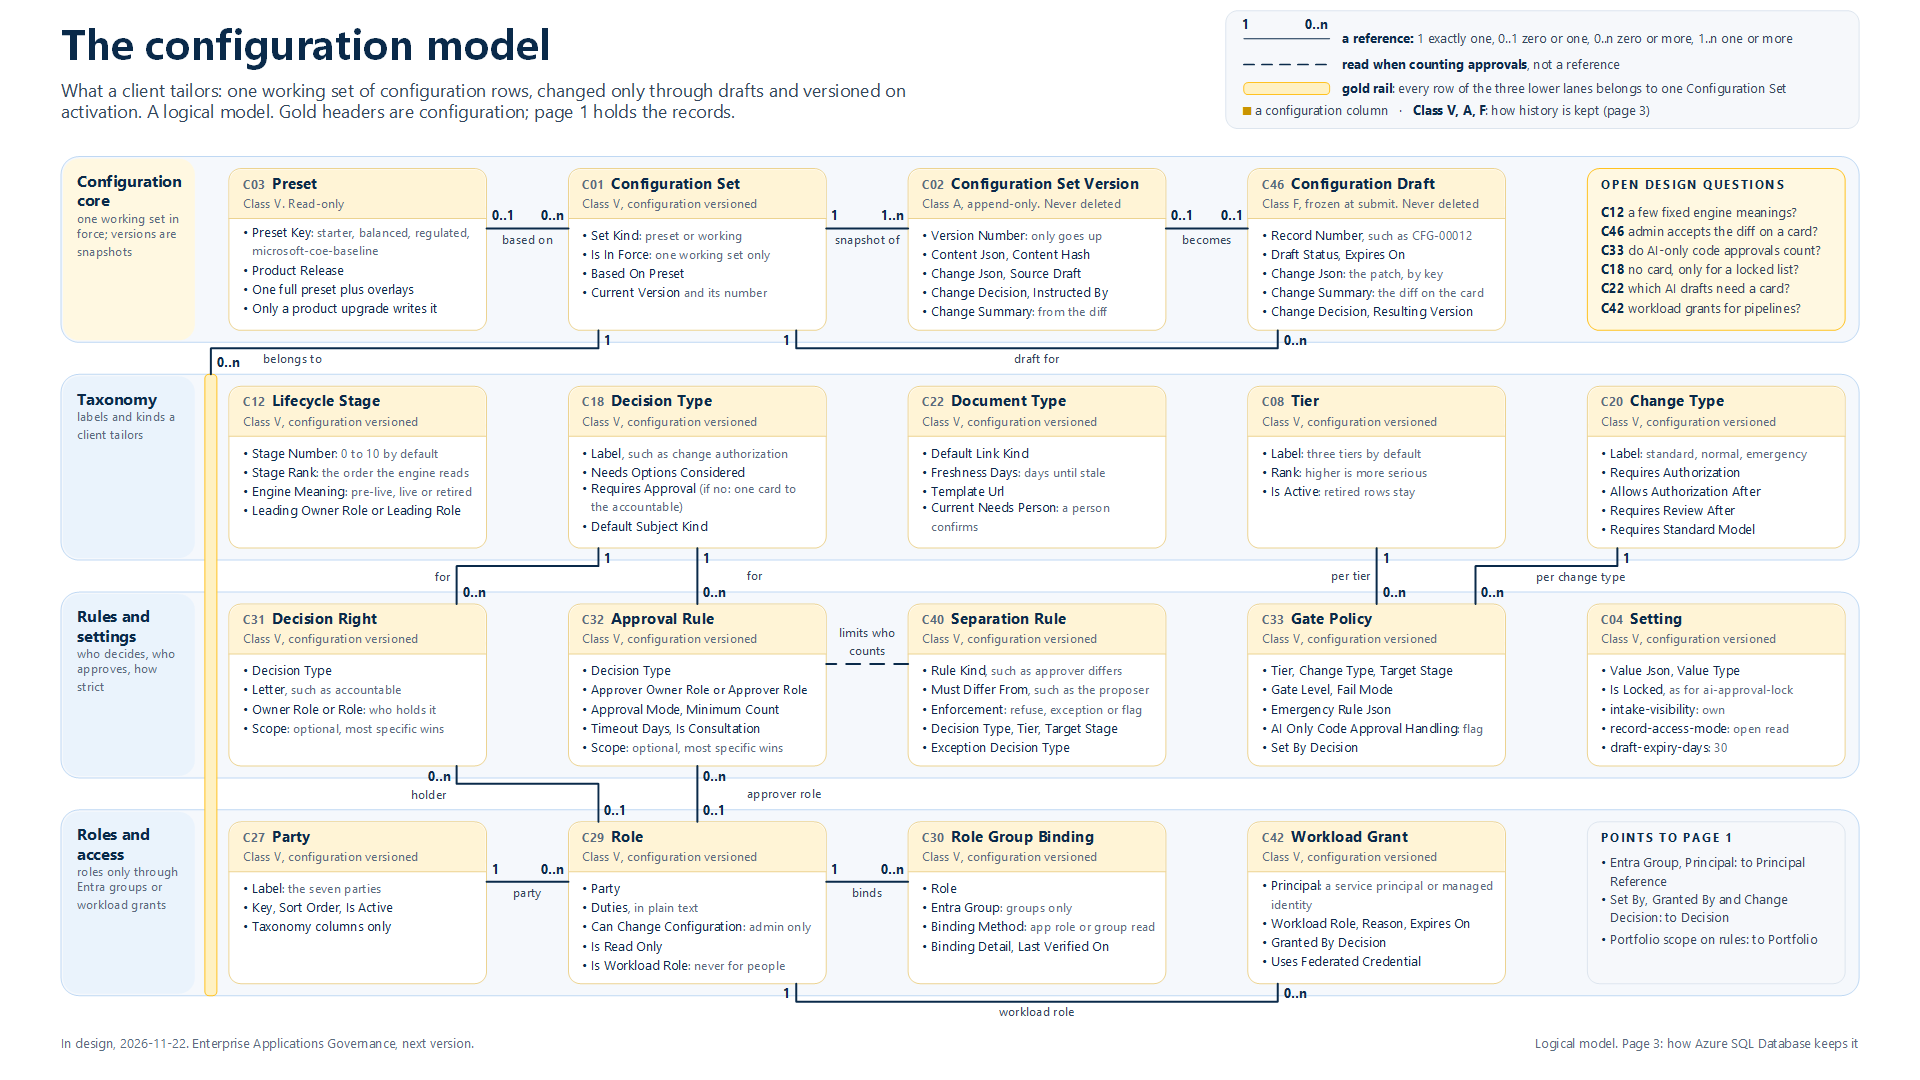 The configuration model
What a client tailors: one working set of configuration rows, changed only through drafts and versioned on
activation. A logical model. Gold headers are configuration; page 1 holds the records.
1 0..n
a reference: 1 exactly one, 0..1 zero or one, 0..n zero or more, 1..n one or more
read when counting approvals, not a reference
gold rail: every row of the three lower lanes belongs to one Configuration Set
a configuration column · Class V, A, F: how history is kept (page 3)
Configuration
core
one working set in
force; versions are
snapshots
C03 Preset
Class V. Read-only
• Preset Key: starter, balanced, regulated,
microsoft-coe-baseline
• Product Release
• One full preset plus overlays
• Only a product upgrade writes it
0..1 0..n
based on
C01 Configuration Set
Class V, configuration versioned
• Set Kind: preset or working
• Is In Force: one working set only
• Based On Preset
• Current Version and its number
1 1..n
snapshot of
C02 Configuration Set Version
Class A, append-only. Never deleted
• Version Number: only goes up
• Content Json, Content Hash
• Change Json, Source Draft
• Change Decision, Instructed By
• Change Summary: from the diff
0..1 0..1
becomes
C46 Configuration Draft
Class F, frozen at submit. Never deleted
• Record Number, such as CFG-00012
• Draft Status, Expires On
• Change Json: the patch, by key
• Change Summary: the diff on the card
• Change Decision, Resulting Version
OPEN DESIGN QUESTIONS
C12 a few fixed engine meanings?
C46 admin accepts the diff on a card?
C33 do AI-only code approvals count?
C18 no card, only for a locked list?
C22 which AI drafts need a card?
C42 workload grants for pipelines?
1
0..n
belongs to
1
0..n
draft for
Taxonomy
labels and kinds a
client tailors
C12 Lifecycle Stage
Class V, configuration versioned
• Stage Number: 0 to 10 by default
• Stage Rank: the order the engine reads
• Engine Meaning: pre-live, live or retired
• Leading Owner Role or Leading Role
C18 Decision Type
Class V, configuration versioned
• Label, such as change authorization
• Needs Options Considered
• Requires Approval (if no: one card to
the accountable)
• Default Subject Kind
C22 Document Type
Class V, configuration versioned
• Default Link Kind
• Freshness Days: days until stale
• Template Url
• Current Needs Person: a person
confirms
C08 Tier
Class V, configuration versioned
• Label: three tiers by default
• Rank: higher is more serious
• Is Active: retired rows stay
C20 Change Type
Class V, configuration versioned
• Label: standard, normal, emergency
• Requires Authorization
• Allows Authorization After
• Requires Review After
• Requires Standard Model
1
for
0..n
1
for
0..n
1
per tier
0..n
1
per change type
0..n
Rules and
settings
who decides, who
approves, how
strict
C31 Decision Right
Class V, configuration versioned
• Decision Type
• Letter, such as accountable
• Owner Role or Role: who holds it
• Scope: optional, most specific wins
C32 Approval Rule
Class V, configuration versioned
• Decision Type
• Approver Owner Role or Approver Role
• Approval Mode, Minimum Count
• Timeout Days, Is Consultation
• Scope: optional, most specific wins
limits who
counts
C40 Separation Rule
Class V, configuration versioned
• Rule Kind, such as approver differs
• Must Differ From, such as the proposer
• Enforcement: refuse, exception or flag
• Decision Type, Tier, Target Stage
• Exception Decision Type
C33 Gate Policy
Class V, configuration versioned
• Tier, Change Type, Target Stage
• Gate Level, Fail Mode
• Emergency Rule Json
• AI Only Code Approval Handling: flag
• Set By Decision
C04 Setting
Class V, configuration versioned
• Value Json, Value Type
• Is Locked, as for ai-approval-lock
• intake-visibility: own
• record-access-mode: open read
• draft-expiry-days: 30
0..n
holder
0..1
0..n
approver role
0..1
Roles and
access
roles only through
Entra groups or
workload grants
C27 Party
Class V, configuration versioned
• Label: the seven parties
• Key, Sort Order, Is Active
• Taxonomy columns only
1 0..n
party
C29 Role
Class V, configuration versioned
• Party
• Duties, in plain text
• Can Change Configuration: admin only
• Is Read Only
• Is Workload Role: never for people
1 0..n
binds
C30 Role Group Binding
Class V, configuration versioned
• Role
• Entra Group: groups only
• Binding Method: app role or group read
• Binding Detail, Last Verified On
C42 Workload Grant
Class V, configuration versioned
• Principal: a service principal or managed
identity
• Workload Role, Reason, Expires On
• Granted By Decision
• Uses Federated Credential
POINTS TO PAGE 1
• Entra Group, Principal: to Principal
Reference
• Set By, Granted By and Change
Decision: to Decision
• Portfolio scope on rules: to Portfolio
1
0..n
workload role
In design, 2026-11-22. Enterprise Applications Governance, next version.
Logical model. Page 3: how Azure SQL Database keeps it